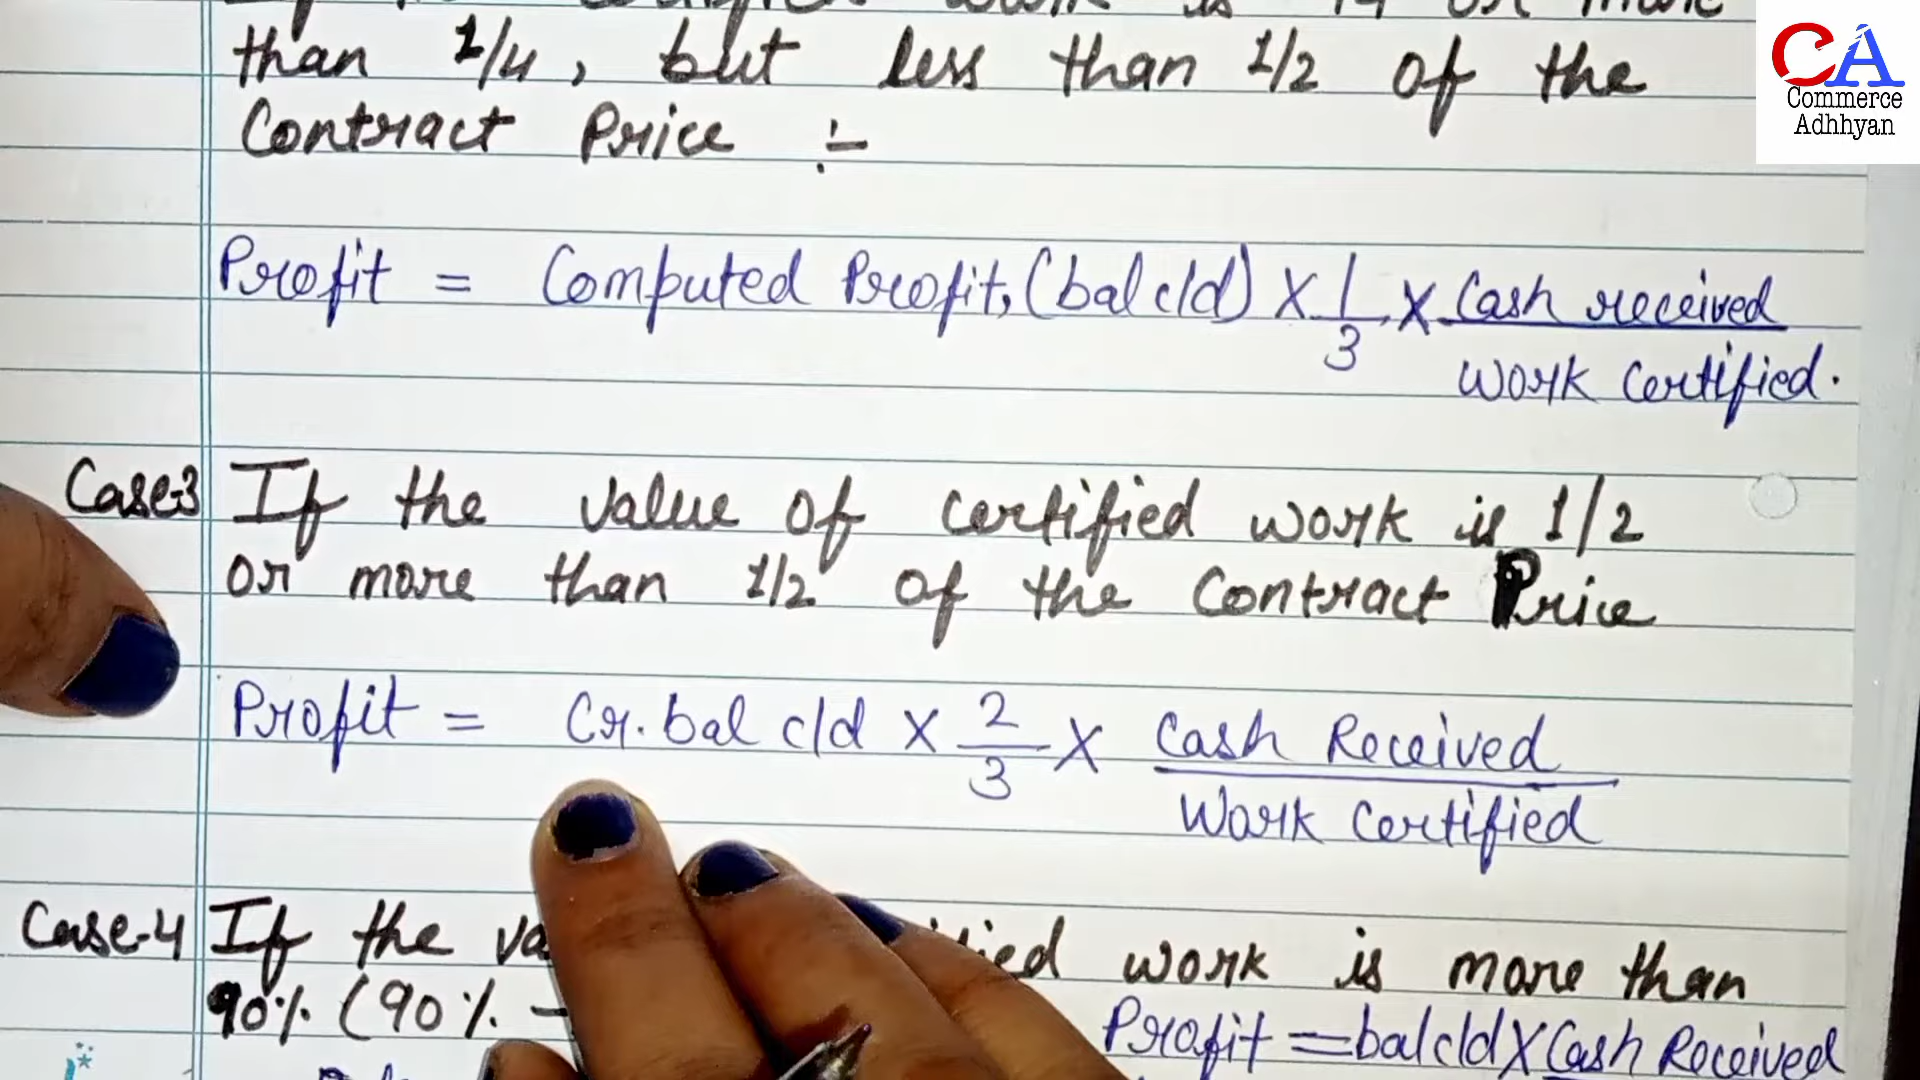 than 1/4, but less than 1/2 of the
Contract Price :-
Profit = Computed Profit, (bal c/d) X 1/3 X Cash received
Work Certified.
Case-3 If the value of certified work is 1/2
or more than 1/2 of the Contract Price
Profit = Cr. bal c/d X 2/3 X Cash Received
Work Certified
Case-4 If the work is more than
90% (90% -
Profit = bal c/d X Cash Received
CA
Commerce
Adhhyan